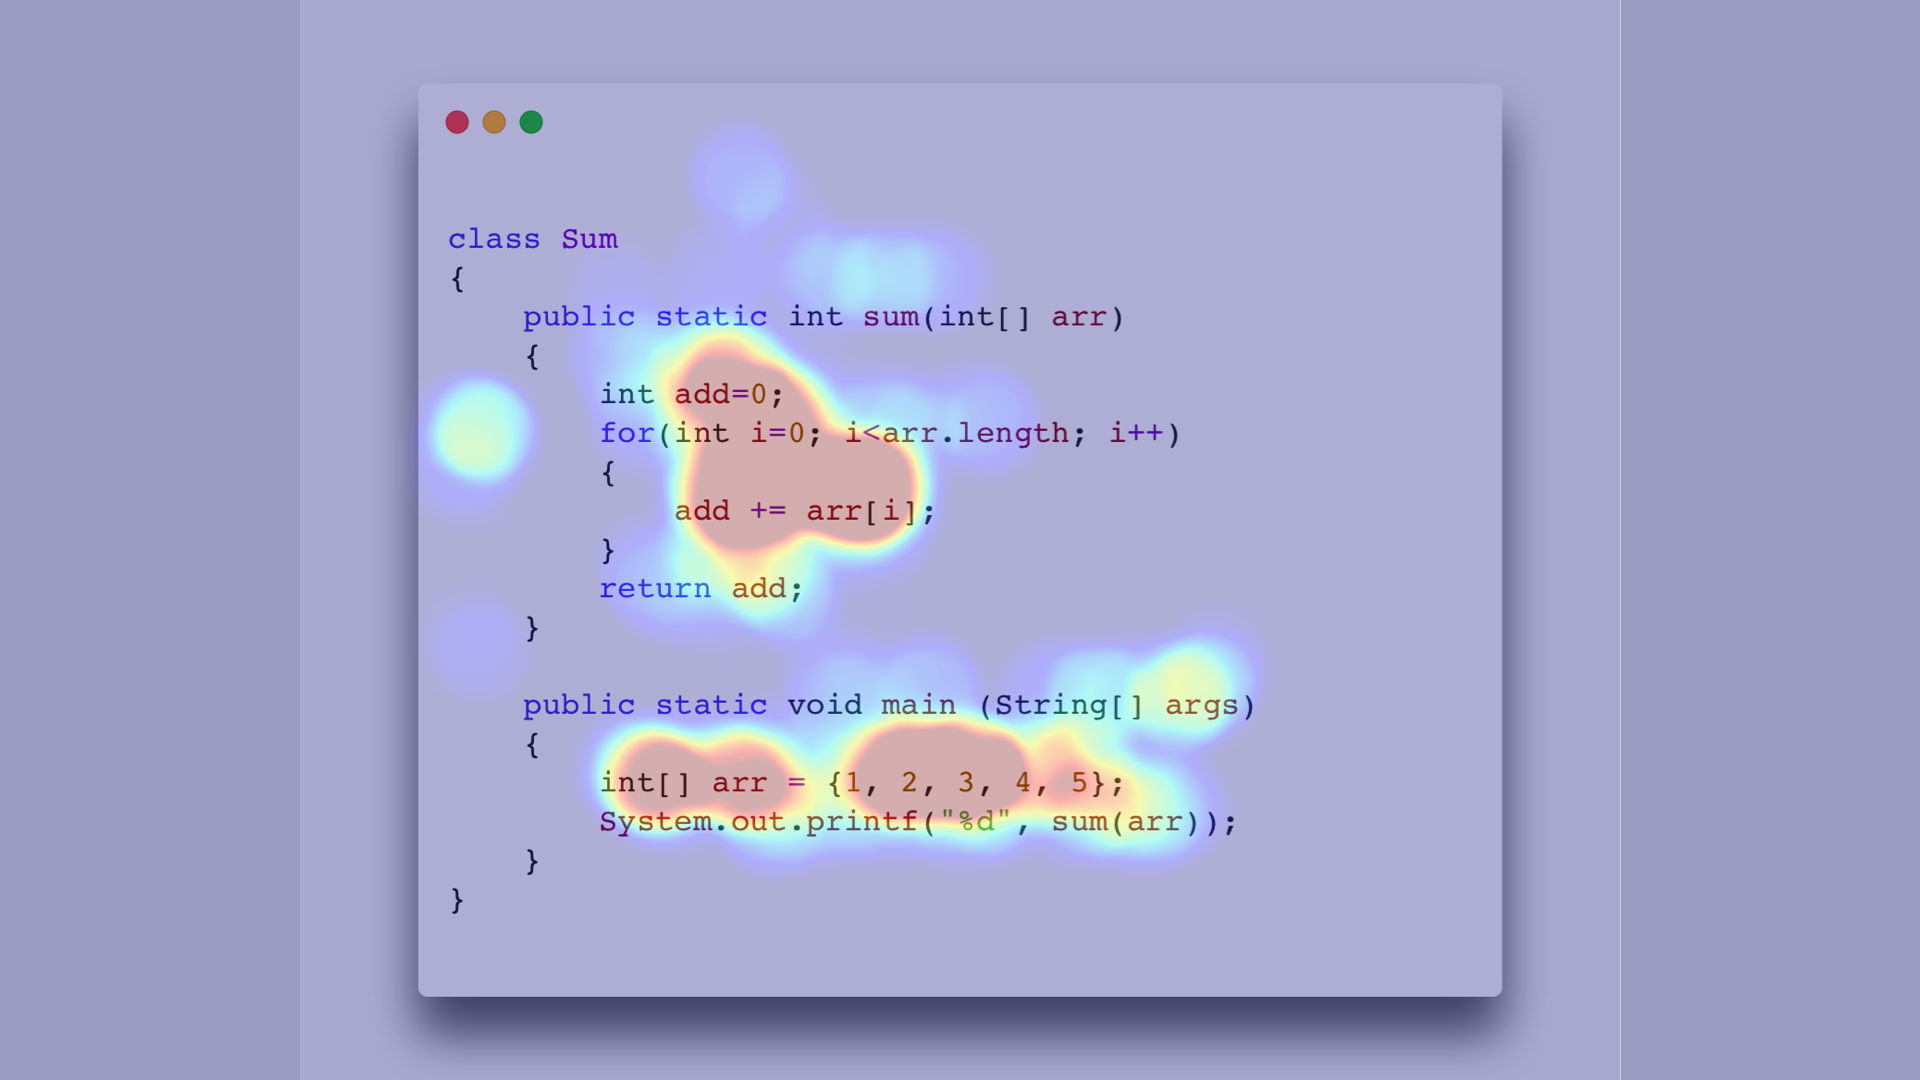 class Sum
{
    public static int sum(int[] arr)
    {
        int add=0;
        for(int i=0; i<arr.length; i++)
        {
            add += arr[i];
        }
        return add;
    }

    public static void main (String[] args)
    {
        int[] arr = {1, 2, 3, 4, 5};
        System.out.printf("%d", sum(arr));
    }
}